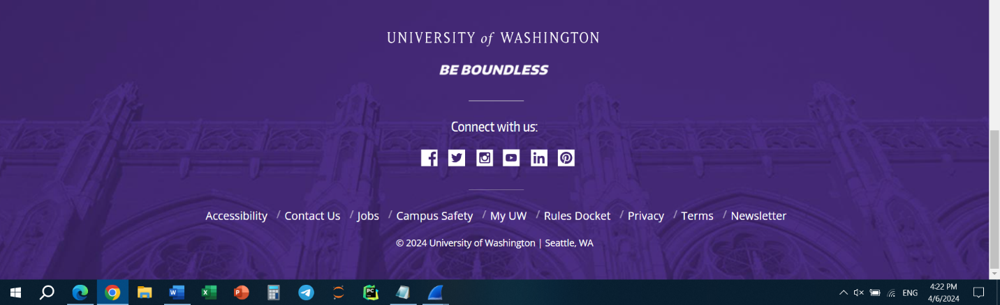 UNIVERSITY of WASHINGTON
BE BOUNDLESS
Connect with us:
Accessibility / Contact Us / Jobs / Campus Safety / My UW / Rules Docket / Privacy / Terms / Newsletter
© 2024 University of Washington | Seattle, WA
ENG
4:22 PM
4/6/2024